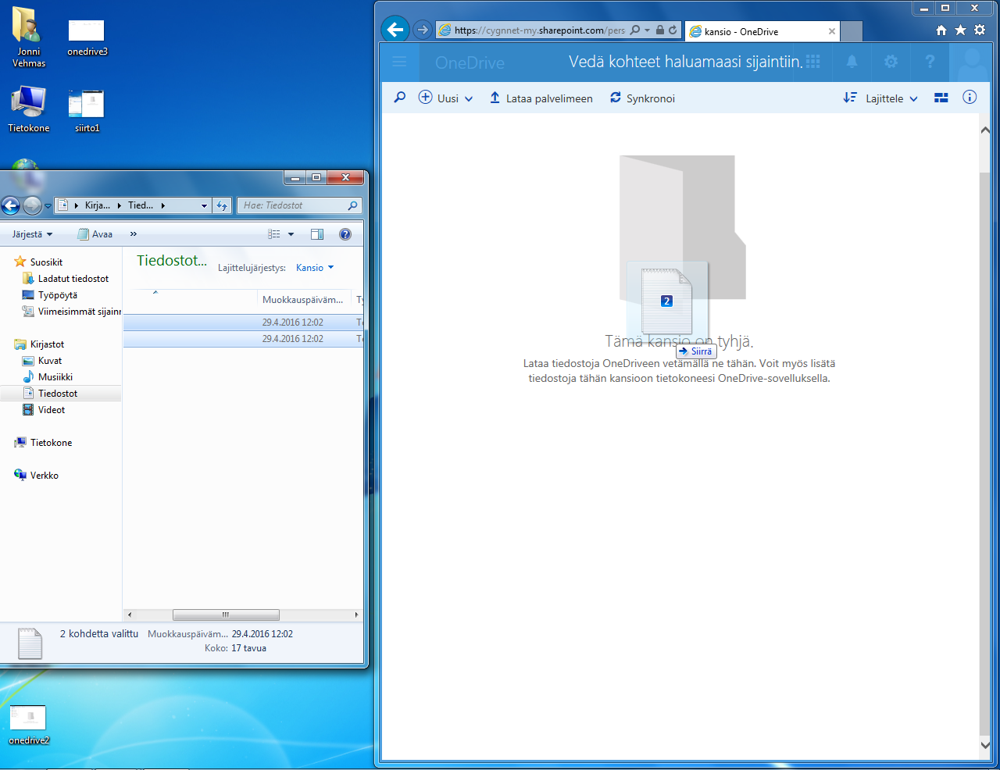 Jonni
Vehmas
onedrive3
Tietokone
siirto1
Kirja...
Tied...
Hae: Tiedostot
Järjestä
Avaa
»
Suosikit
Ladatut tiedostot
Työpöytä
Viimeisimmät sijainn
Kirjastot
Kuvat
Musiikki
Tiedostot
Videot
Tietokone
Verkko
Tiedostot...
Lajittelujärjestys: Kansio
Muokkauspäiväm...
29.4.2016 12:02
29.4.2016 12:02
2 kohdetta valittu Muokkauspäiväm... 29.4.2016 12:02
Koko: 17 tavua
onedrive2
https://cygnnet-my.sharepoint.com/pers
kansio - OneDrive
OneDrive
Vedä kohteet haluamaasi sijaintiin.
?
Uusi
Lataa palvelimeen
Synkronoi
Lajittele
2
Tämä kansio on tyhjä.
Siirrä
Lataa tiedostoja OneDriveen vetämällä ne tähän. Voit myös lisätä
tiedostoja tähän kansioon tietokoneesi OneDrive-sovelluksella.